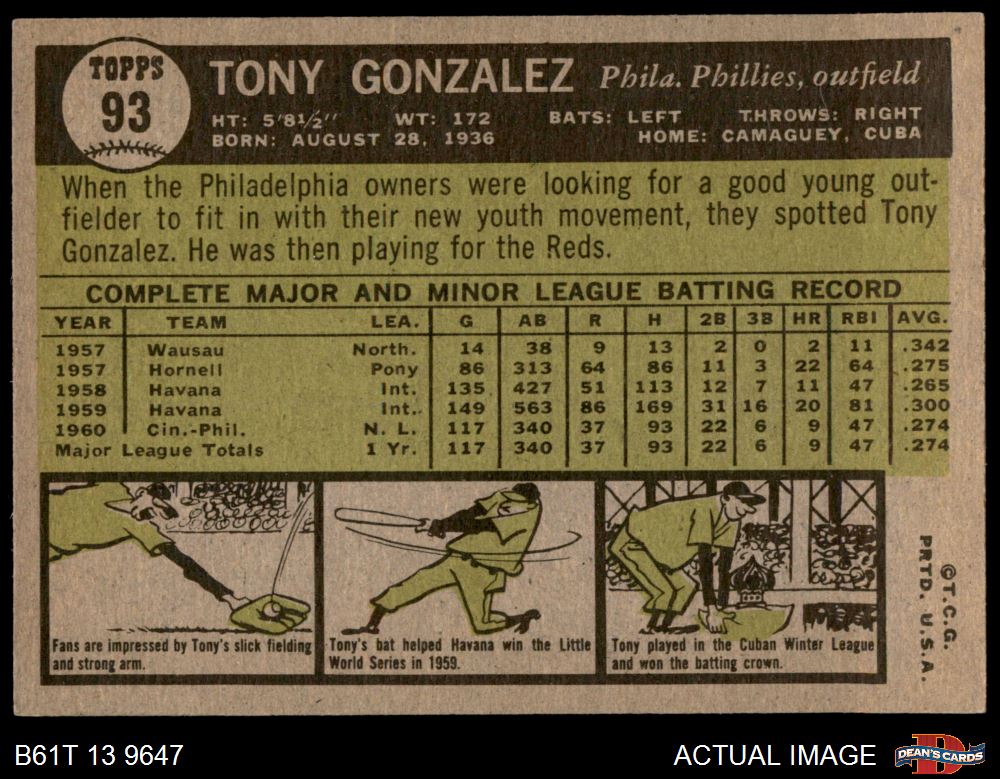 TOPPS
93
TONY GONZALEZ Phila. Phillies, outfield
HT: 5'8½" WT: 172 BATS: LEFT THROWS: RIGHT
BORN: AUGUST 28, 1936 HOME: CAMAGUEY, CUBA
When the Philadelphia owners were looking for a good young out-
fielder to fit in with their new youth movement, they spotted Tony
Gonzalez. He was then playing for the Reds.
COMPLETE MAJOR AND MINOR LEAGUE BATTING RECORD
YEAR TEAM LEA. G AB R H 2B 3B HR RBI AVG.
1957 Wausau North. 14 38 9 13 2 0 2 11 .342
1957 Hornell Pony 86 313 64 86 11 3 22 64 .275
1958 Havana Int. 135 427 51 113 12 7 11 47 .265
1959 Havana Int. 149 563 86 169 31 16 20 81 .300
1960 Cin.-Phil. N. L. 117 340 37 93 22 6 9 47 .274
Major League Totals 1 Yr. 117 340 37 93 22 6 9 47 .274
Fans are impressed by Tony's slick fielding
and strong arm.
Tony's bat helped Havana win the Little
World Series in 1959.
Tony played in the Cuban Winter League
and won the batting crown.
©T.C.G.
PRTD. U.S.A.
B61T 13 9647
ACTUAL IMAGE
DEAN'S CARDS